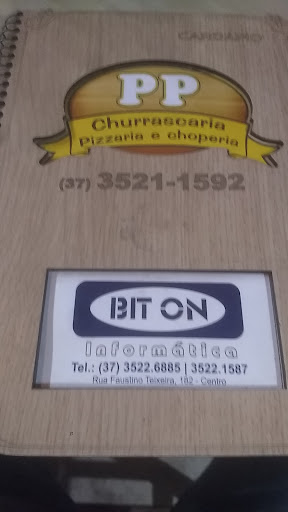 CARDÁPIO
PP
Churrascaria
Pizzaria e choperia
(37) 3521-1592
BIT ON
Informática
Tel.: (37) 3522.6885 | 3522.1587
Rua Faustino Teixeira, 182 - Centro